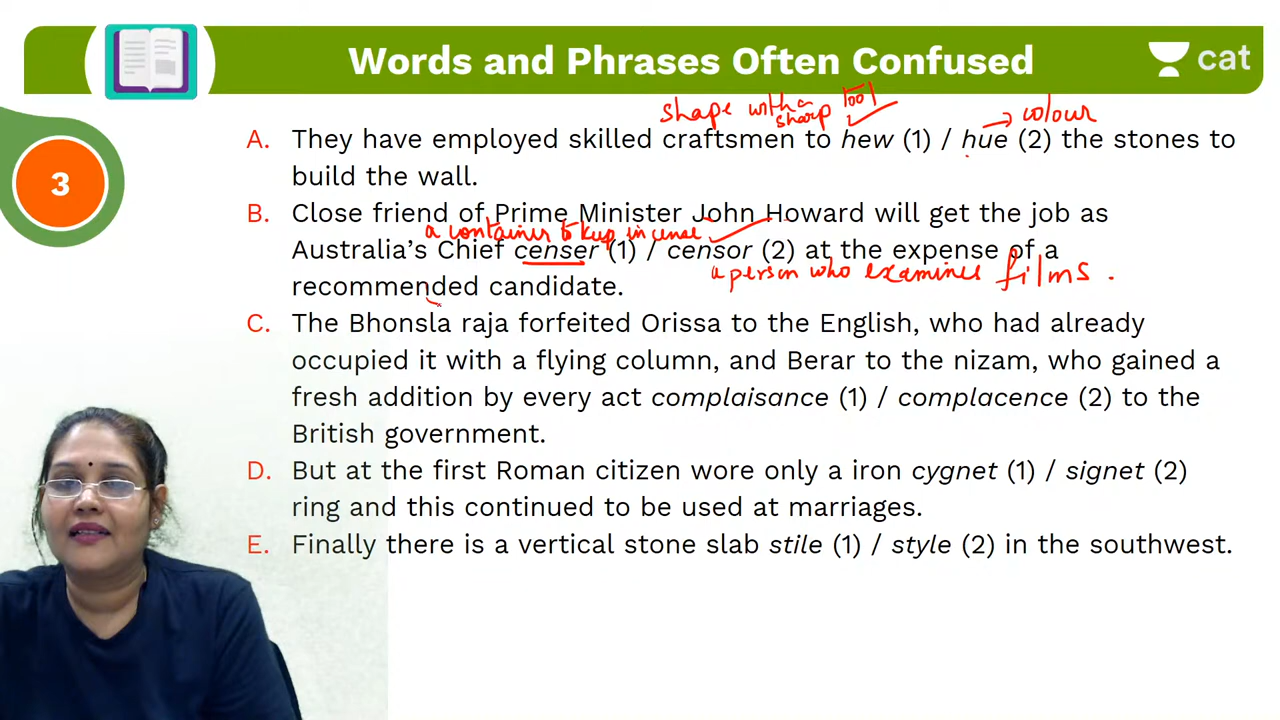 Words and Phrases Often Confused
cat
3
shape with a sharp tool
colour
A. They have employed skilled craftsmen to hew (1) / hue (2) the stones to
build the wall.
B. Close friend of Prime Minister John Howard will get the job as
a container to keep incense
Australia's Chief censer (1) / censor (2) at the expense of a
a person who examines films.
recommended candidate.
C. The Bhonsla raja forfeited Orissa to the English, who had already
occupied it with a flying column, and Berar to the nizam, who gained a
fresh addition by every act complaisance (1) / complacence (2) to the
British government.
D. But at the first Roman citizen wore only a iron cygnet (1) / signet (2)
ring and this continued to be used at marriages.
E. Finally there is a vertical stone slab stile (1) / style (2) in the southwest.